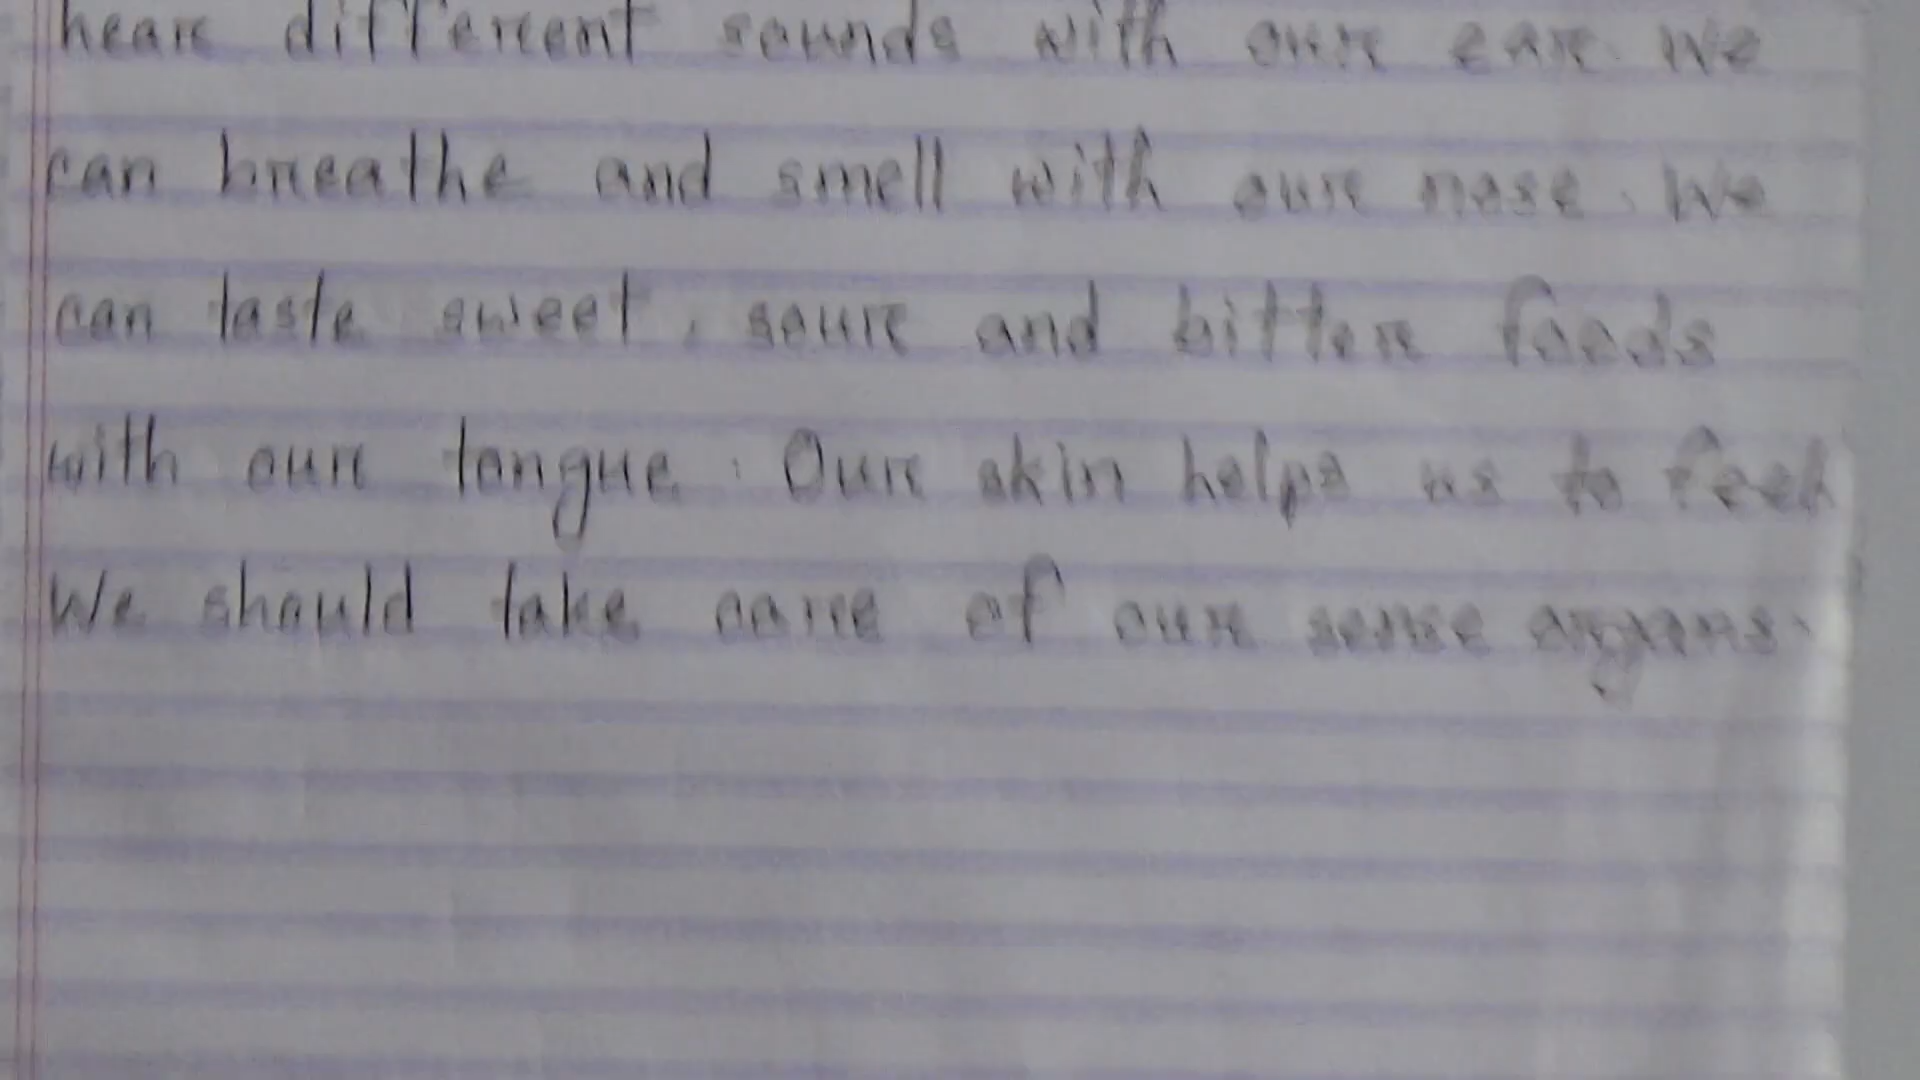 hear different sounds with our ear. We
can breathe and smell with our nose. We
can taste sweet, sour and bitter foods
with our tongue. Our skin helps us to feel.
We should take care of our sense organs.